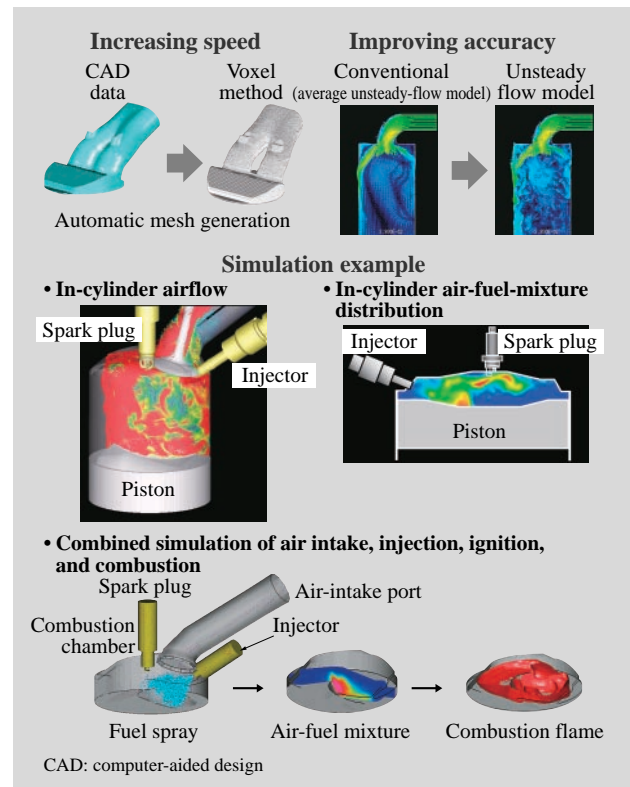 Increasing speed
Improving accuracy
CAD
data
Voxel
method
Conventional
(average unsteady-flow model)
Unsteady
flow model
Automatic mesh generation
Simulation example
• In-cylinder airflow
Spark plug
Injector
Piston
• In-cylinder air-fuel-mixture
distribution
Injector
Spark plug
Piston
• Combined simulation of air intake, injection, ignition,
and combustion
Spark plug
Air-intake port
Combustion
chamber
Injector
Fuel spray
Air-fuel mixture
Combustion flame
CAD: computer-aided design